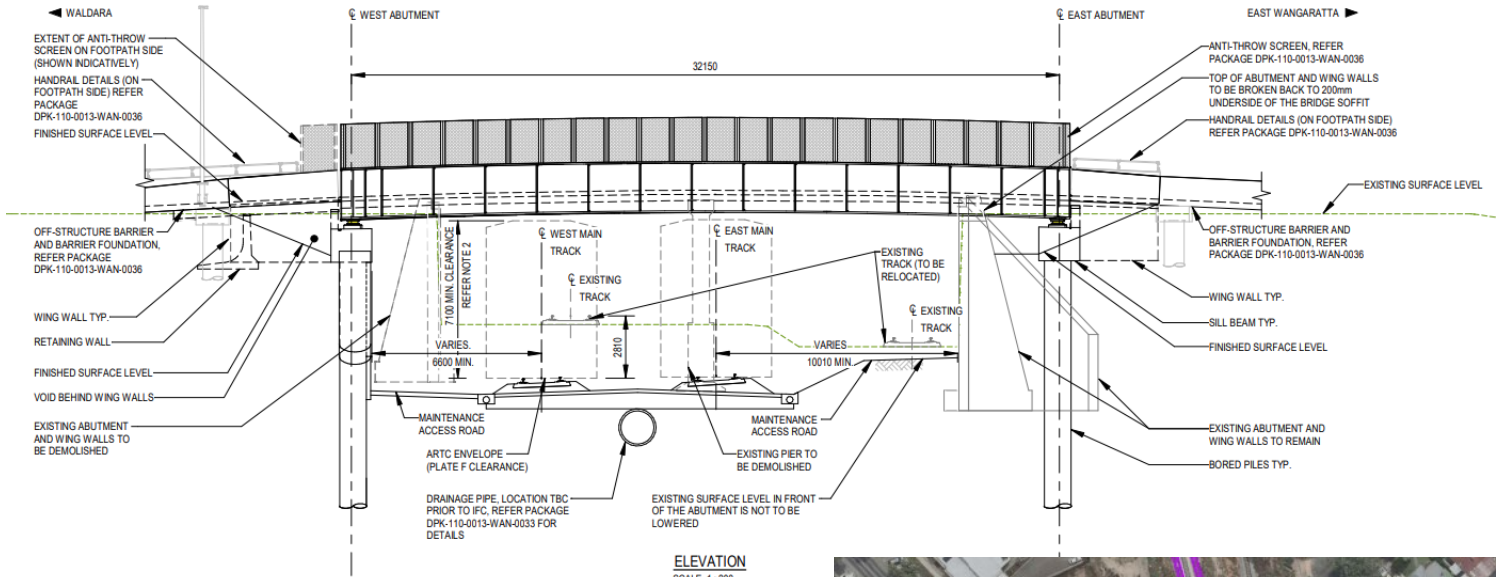 WALDARA
℄ WEST ABUTMENT
℄ EAST ABUTMENT
EAST WANGARATTA
EXTENT OF ANTI-THROW
SCREEN ON FOOTPATH SIDE
(SHOWN INDICATIVELY)
HANDRAIL DETAILS (ON
FOOTPATH SIDE) REFER
PACKAGE
DPK-110-0013-WAN-0036
FINISHED SURFACE LEVEL
32150
ANTI-THROW SCREEN, REFER
PACKAGE DPK-110-0013-WAN-0036
TOP OF ABUTMENT AND WING WALLS
TO BE BROKEN BACK TO 200mm
UNDERSIDE OF THE BRIDGE SOFFIT
HANDRAIL DETAILS (ON FOOTPATH SIDE)
REFER PACKAGE DPK-110-0013-WAN-0036
EXISTING SURFACE LEVEL
OFF-STRUCTURE BARRIER
AND BARRIER FOUNDATION,
REFER PACKAGE
DPK-110-0013-WAN-0036
WING WALL TYP.
RETAINING WALL
FINISHED SURFACE LEVEL
VOID BEHIND WING WALLS
EXISTING ABUTMENT
AND WING WALLS TO
BE DEMOLISHED
7100 MIN. CLEARANCE
REFER NOTE 2
℄ WEST MAIN
TRACK
℄ EXISTING
TRACK
℄ EAST MAIN
TRACK
EXISTING
TRACK (TO BE
RELOCATED)
℄ EXISTING
TRACK
VARIES.
6600 MIN.
2810
VARIES
10010 MIN.
OFF-STRUCTURE BARRIER AND
BARRIER FOUNDATION, REFER
PACKAGE DPK-110-0013-WAN-0036
WING WALL TYP.
SILL BEAM TYP.
FINISHED SURFACE LEVEL
EXISTING ABUTMENT AND
WING WALLS TO REMAIN
BORED PILES TYP.
MAINTENANCE
ACCESS ROAD
ARTC ENVELOPE
(PLATE F CLEARANCE)
DRAINAGE PIPE, LOCATION TBC
PRIOR TO IFC, REFER PACKAGE
DPK-110-0013-WAN-0033 FOR
DETAILS
MAINTENANCE
ACCESS ROAD
EXISTING PIER TO
BE DEMOLISHED
EXISTING SURFACE LEVEL IN FRONT
OF THE ABUTMENT IS NOT TO BE
LOWERED
ELEVATION